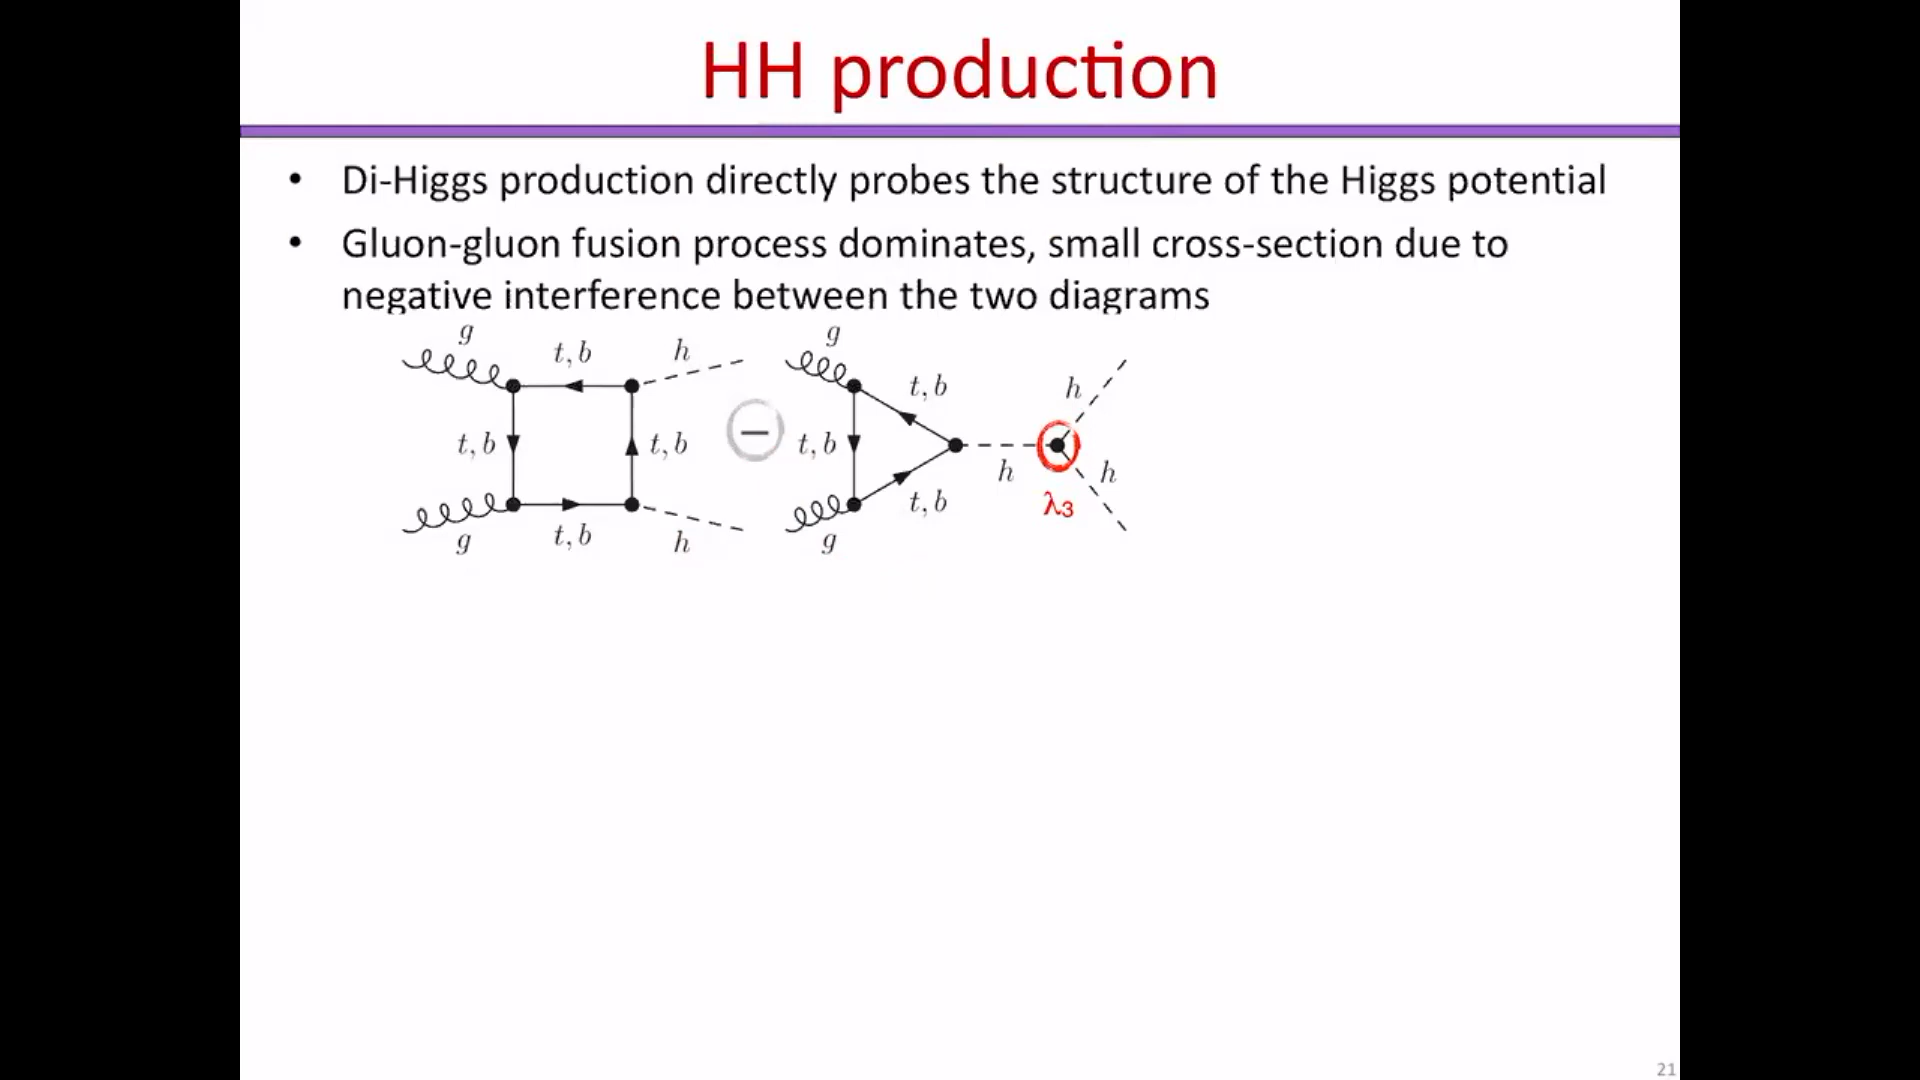 HH production
• Di-Higgs production directly probes the structure of the Higgs potential
• Gluon-gluon fusion process dominates, small cross-section due to
negative interference between the two diagrams
g t, b h g t, b h
t, b t, b − t, b h h
g t, b h g t, b λ3
21